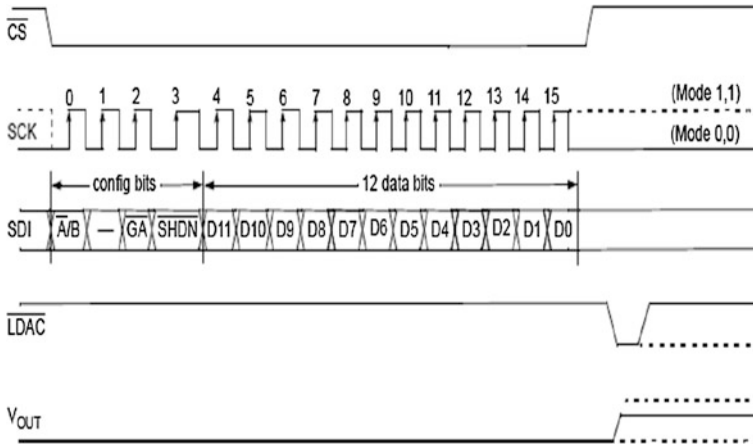 CS
0 1 2 3 4 5 6 7 8 9 10 11 12 13 14 15
(Mode 1,1)
SCK
(Mode 0,0)
config bits
12 data bits
SDI A/B — GA SHDN D11 D10 D9 D8 D7 D6 D5 D4 D3 D2 D1 D0
LDAC
VOUT